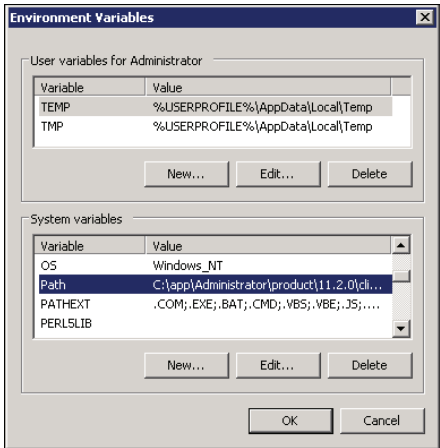 Environment Variables
User variables for Administrator
Variable Value
TEMP %USERPROFILE%\AppData\Local\Temp
TMP %USERPROFILE%\AppData\Local\Temp
New... Edit... Delete
System variables
Variable Value
OS Windows_NT
Path C:\app\Administrator\product\11.2.0\cli...
PATHEXT .COM;.EXE;.BAT;.CMD;.VBS;.VBE;.JS;....
PERL5LIB
New... Edit... Delete
OK Cancel